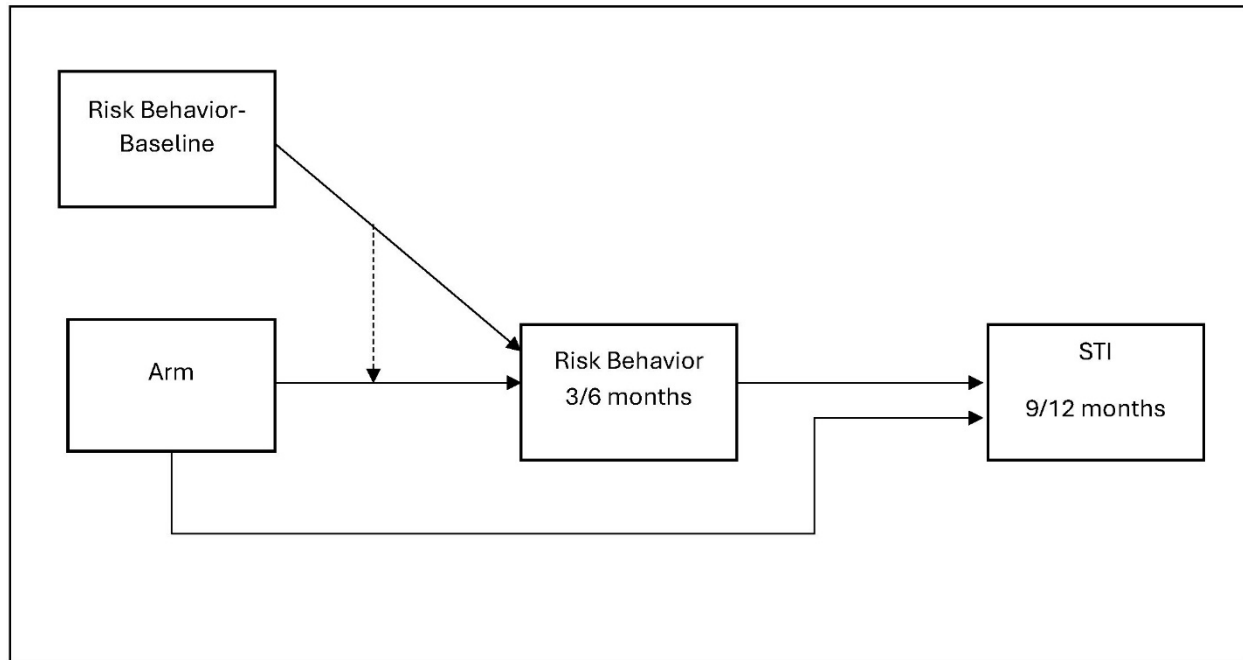 Risk Behavior-
Baseline
Arm
Risk Behavior
3/6 months
STI
9/12 months